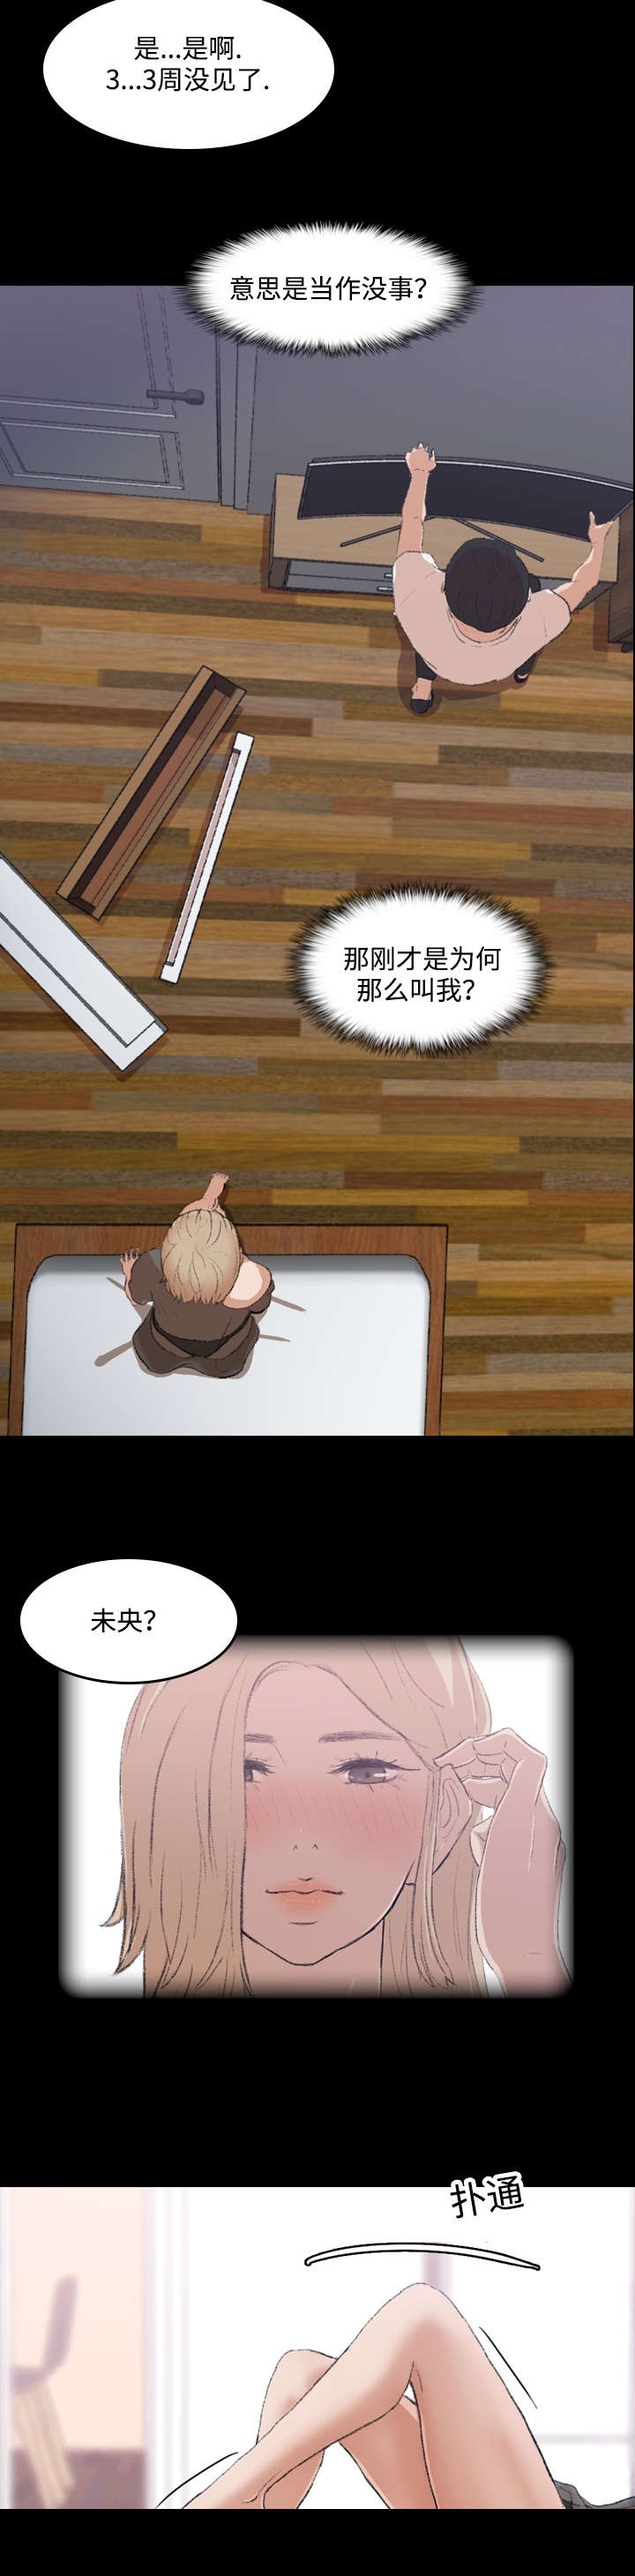 是...是啊.
3...3周没见了.
意思是当作没事?
那刚才是为何
那么叫我?
未央?
扑通